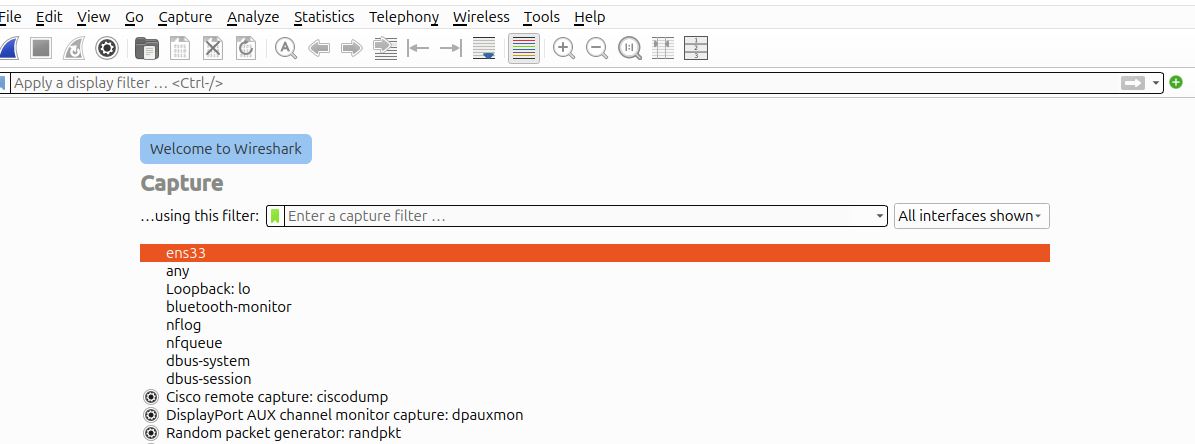 File Edit View Go Capture Analyze Statistics Telephony Wireless Tools Help
Apply a display filter … <Ctrl-/>
Welcome to Wireshark
Capture
…using this filter: Enter a capture filter … All interfaces shown
ens33
any
Loopback: lo
bluetooth-monitor
nflog
nfqueue
dbus-system
dbus-session
Cisco remote capture: ciscodump
DisplayPort AUX channel monitor capture: dpauxmon
Random packet generator: randpkt